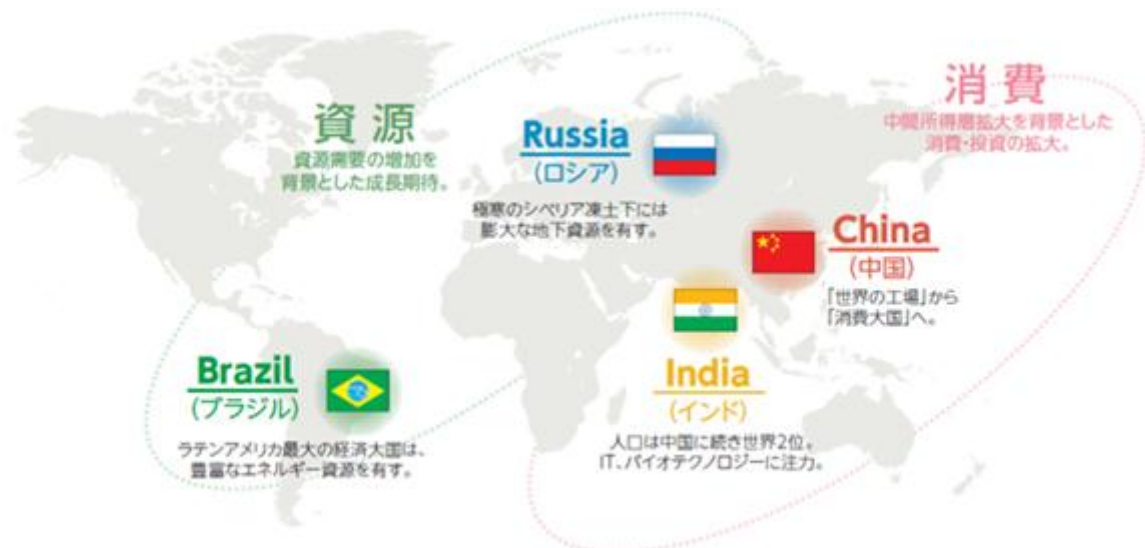 資源
資源需要の増加を
背景とした成長期待。
消費
中間所得層拡大を背景とした
消費・投資の拡大。
Russia
(ロシア)
極寒のシベリア凍土下には
膨大な地下資源を有す。
China
(中国)
「世界の工場」から
「消費大国」へ。
Brazil
(ブラジル)
ラテンアメリカ最大の経済大国は、
豊富なエネルギー資源を有す。
India
(インド)
人口は中国に続き世界2位。
IT、バイオテクノロジーに注力。